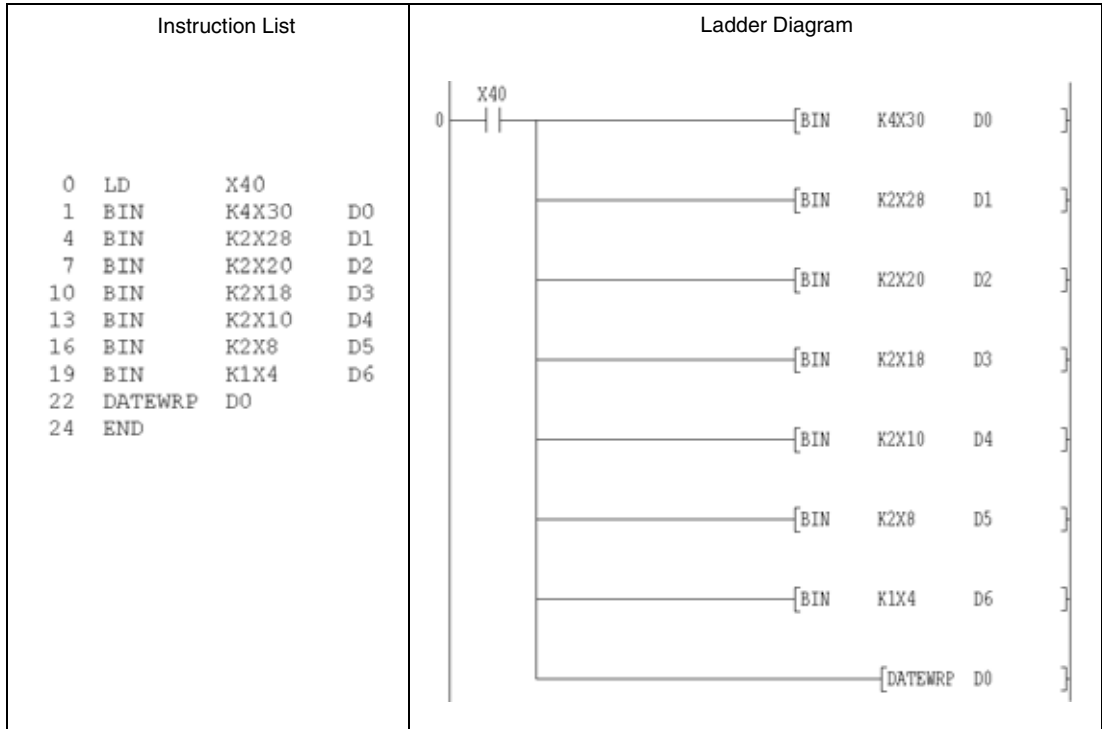 Instruction List
0 LD X40
1 BIN K4X30 D0
4 BIN K2X28 D1
7 BIN K2X20 D2
10 BIN K2X18 D3
13 BIN K2X10 D4
16 BIN K2X8 D5
19 BIN K1X4 D6
22 DATEWRP D0
24 END
Ladder Diagram
X40
0 [BIN K4X30 D0 ]
[BIN K2X28 D1 ]
[BIN K2X20 D2 ]
[BIN K2X18 D3 ]
[BIN K2X10 D4 ]
[BIN K2X8 D5 ]
[BIN K1X4 D6 ]
[DATEWRP D0 ]